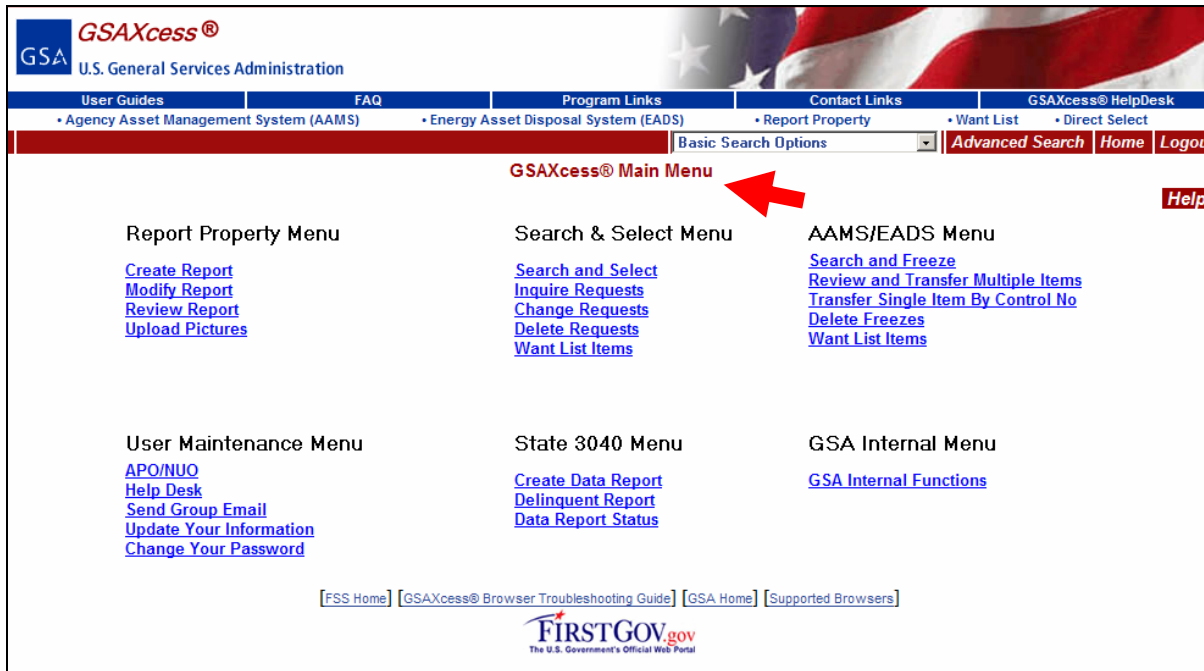 GSA
GSAXcess ®
U.S. General Services Administration
User Guides FAQ Program Links Contact Links GSAXcess® HelpDesk
• Agency Asset Management System (AAMS) • Energy Asset Disposal System (EADS) • Report Property • Want List • Direct Select
Basic Search Options Advanced Search Home Logou
GSAXcess® Main Menu
Help
Report Property Menu
Create Report
Modify Report
Review Report
Upload Pictures
Search & Select Menu
Search and Select
Inquire Requests
Change Requests
Delete Requests
Want List Items
AAMS/EADS Menu
Search and Freeze
Review and Transfer Multiple Items
Transfer Single Item By Control No
Delete Freezes
Want List Items
User Maintenance Menu
APO/NUO
Help Desk
Send Group Email
Update Your Information
Change Your Password
State 3040 Menu
Create Data Report
Delinquent Report
Data Report Status
GSA Internal Menu
GSA Internal Functions
[FSS Home] [GSAXcess® Browser Troubleshooting Guide] [GSA Home] [Supported Browsers]
FIRSTGOV.gov
The U.S. Government's Official Web Portal